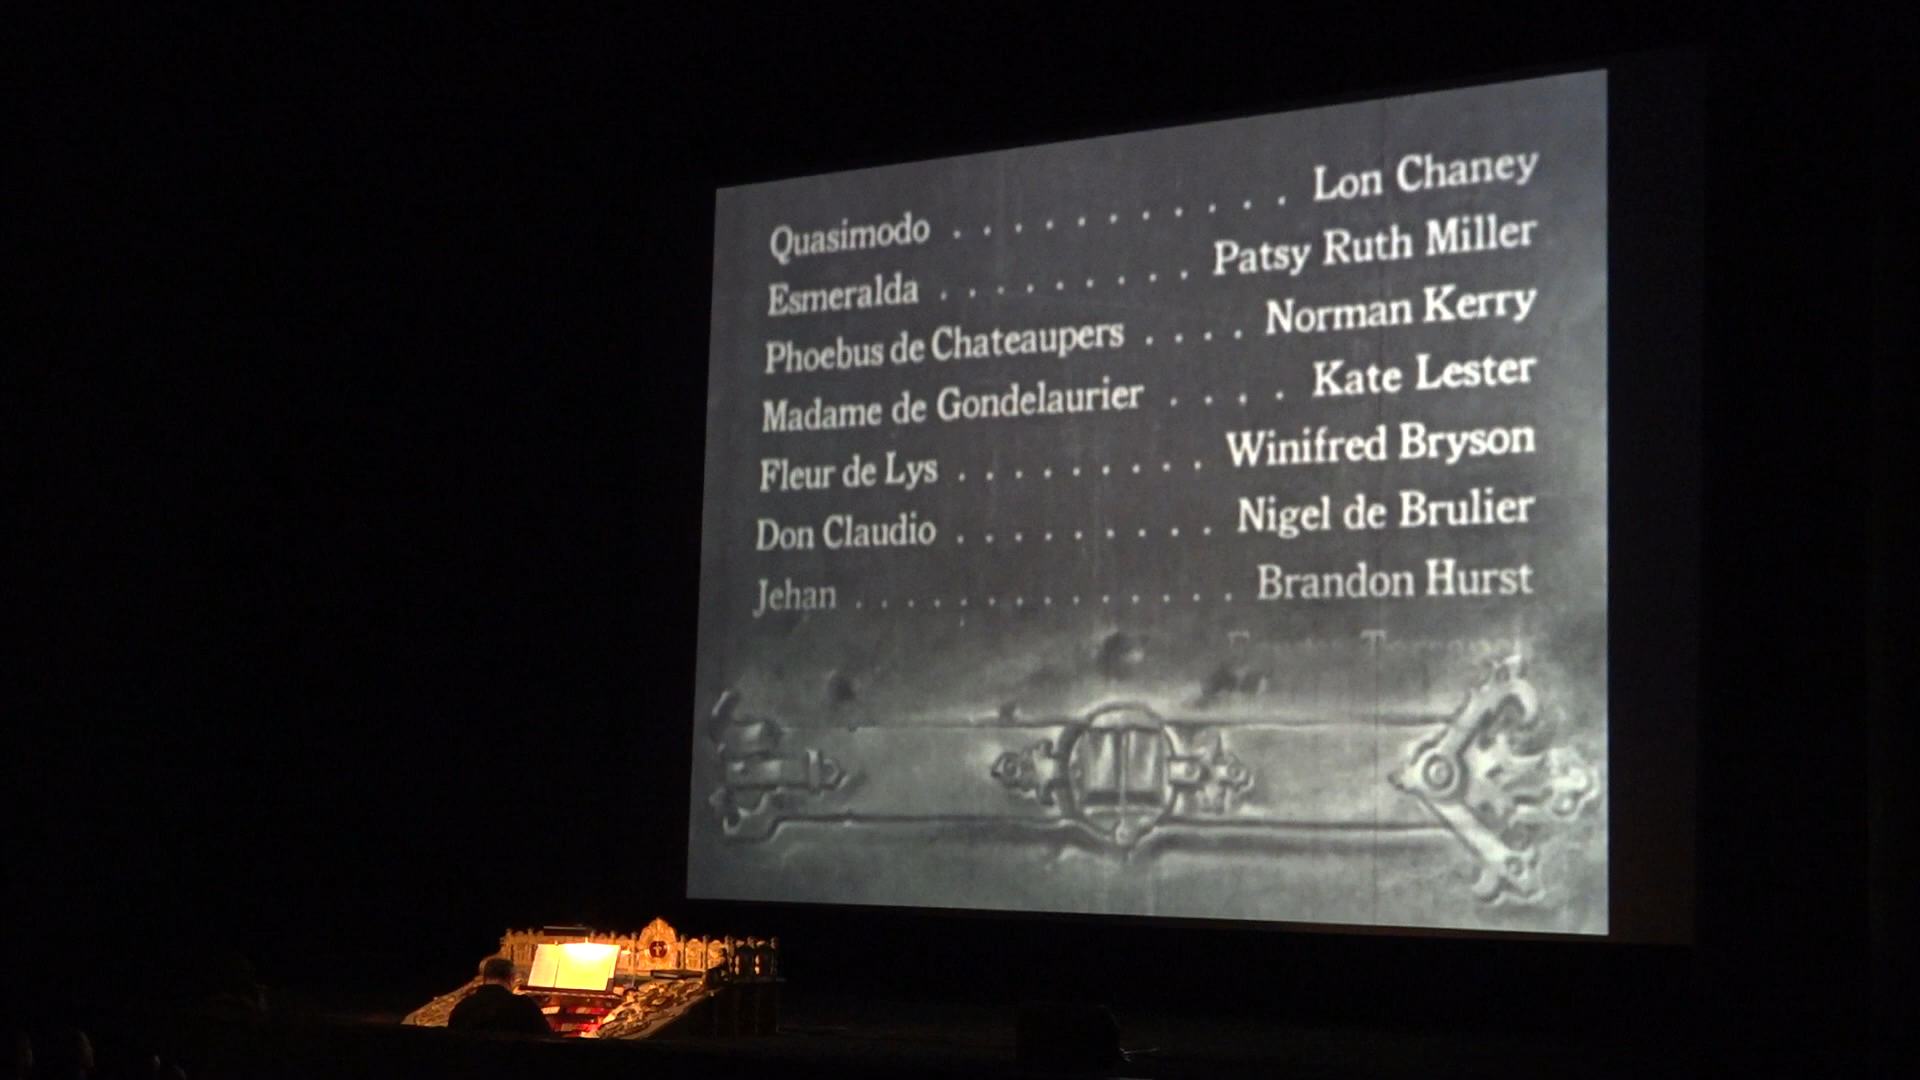 Quasimodo . . . . . . . . . . . Lon Chaney
Esmeralda . . . . . . . . . Patsy Ruth Miller
Phoebus de Chateaupers . . . . Norman Kerry
Madame de Gondelaurier . . . . Kate Lester
Fleur de Lys . . . . . . . . . Winifred Bryson
Don Claudio . . . . . . . . . Nigel de Brulier
Jehan . . . . . . . . . . . . . . Brandon Hurst